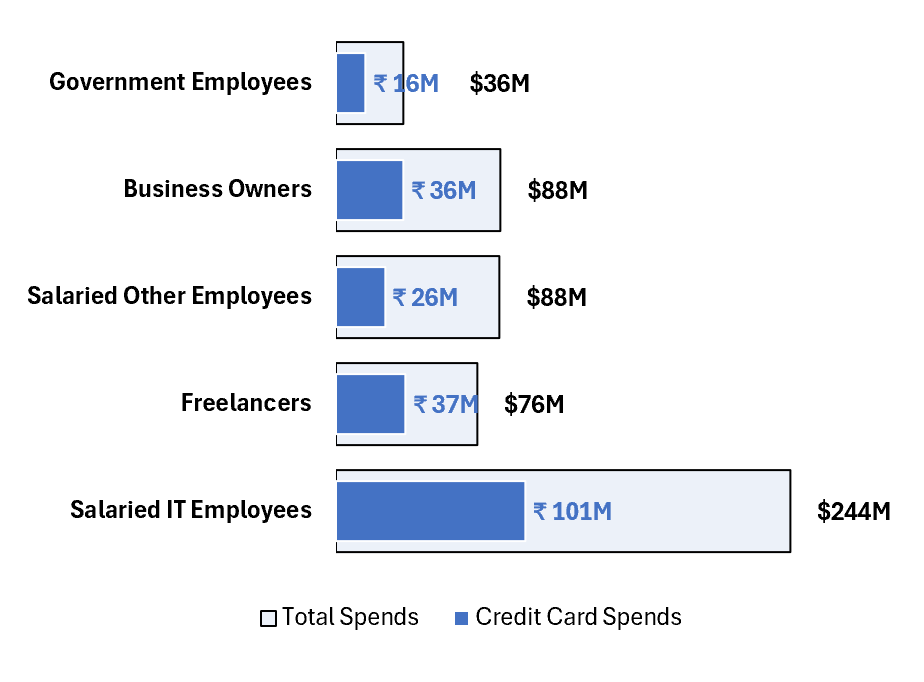 Government Employees ₹ 16M $36M
Business Owners ₹ 36M $88M
Salaried Other Employees ₹ 26M $88M
Freelancers ₹ 37M $76M
Salaried IT Employees ₹ 101M $244M
Total Spends Credit Card Spends